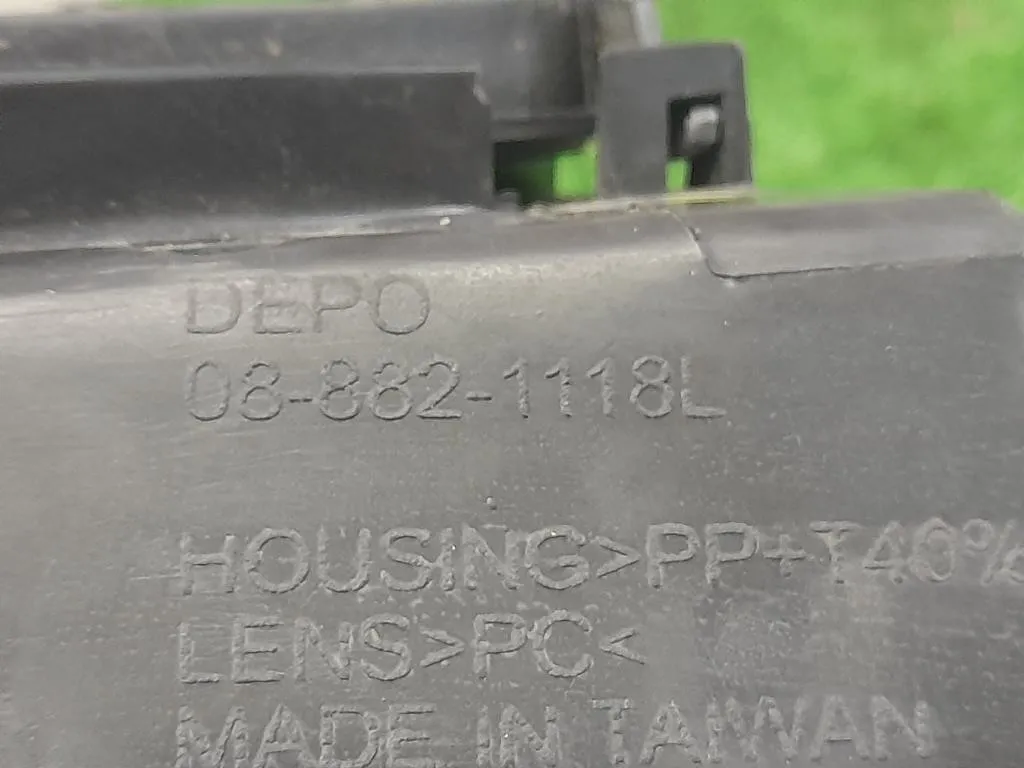 DEPO
08-882-1118L
HOUSING>PP+T40%
LENS>PC<
MADE IN TAIWAN